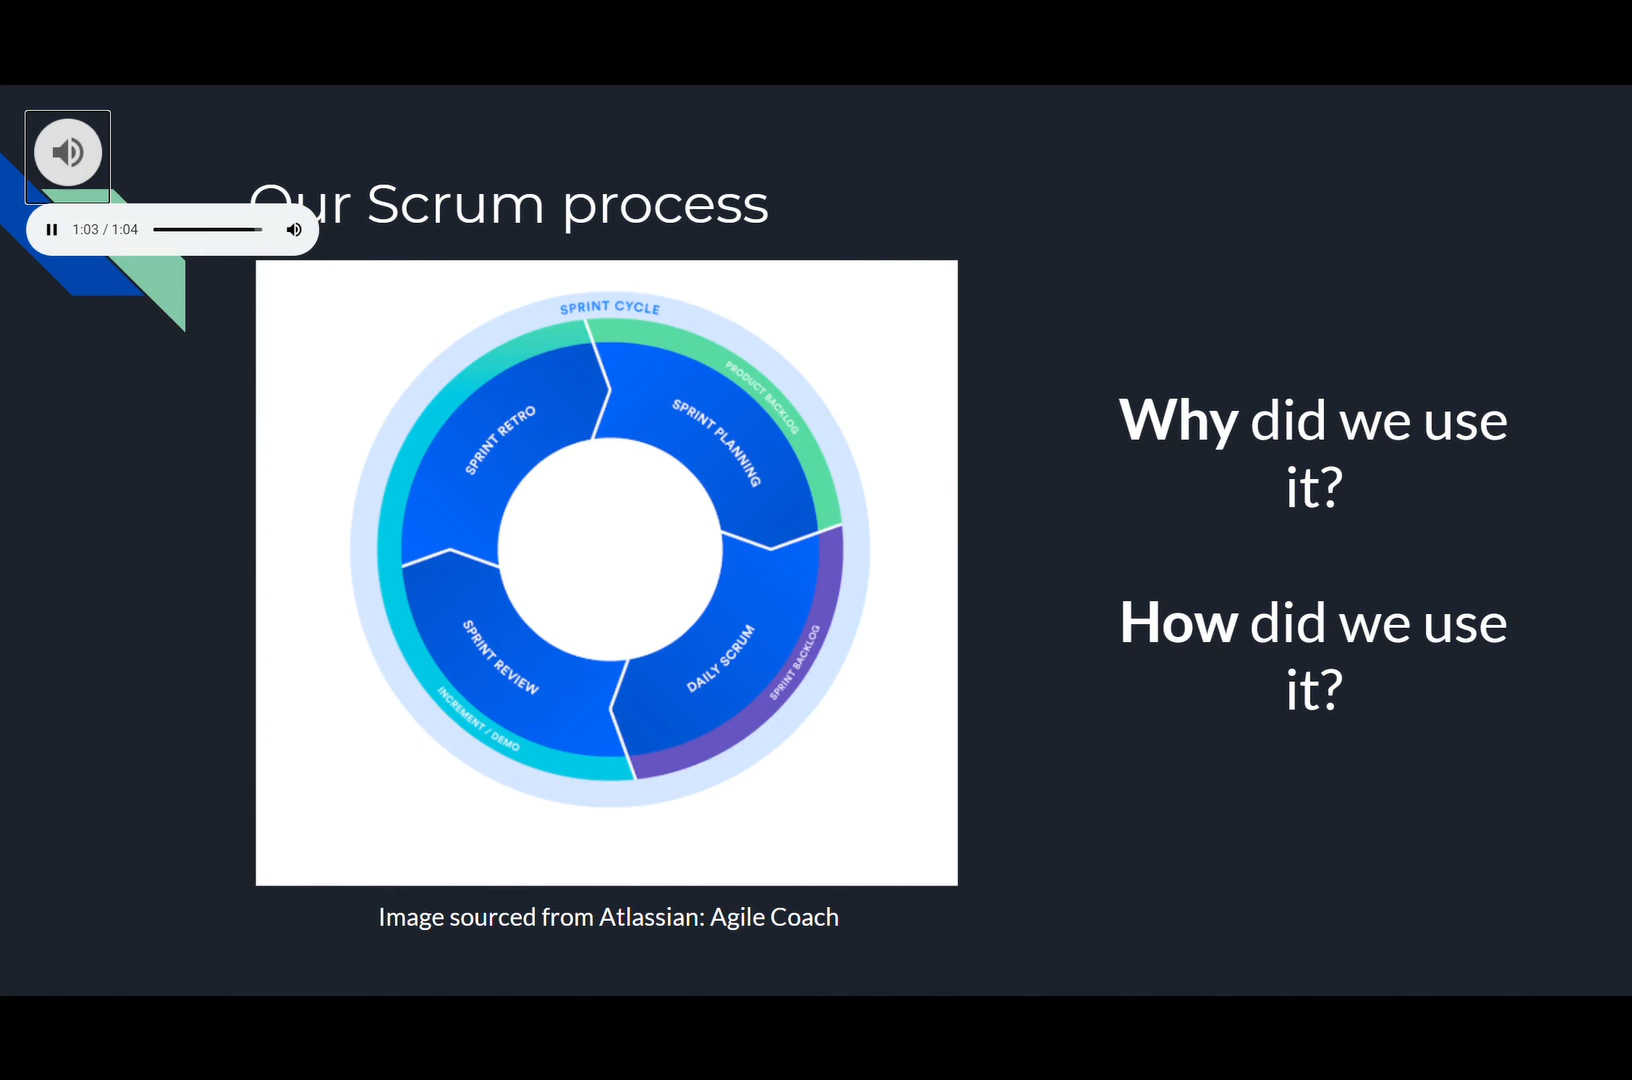 Our Scrum process
1:03 / 1:04
SPRINT CYCLE
PRODUCT BACKLOG
SPRINT PLANNING
SPRINT RETRO
DAILY SCRUM
SPRINT BACKLOG
SPRINT REVIEW
INCREMENT / DEMO
Why did we use
it?
How did we use
it?
Image sourced from Atlassian: Agile Coach